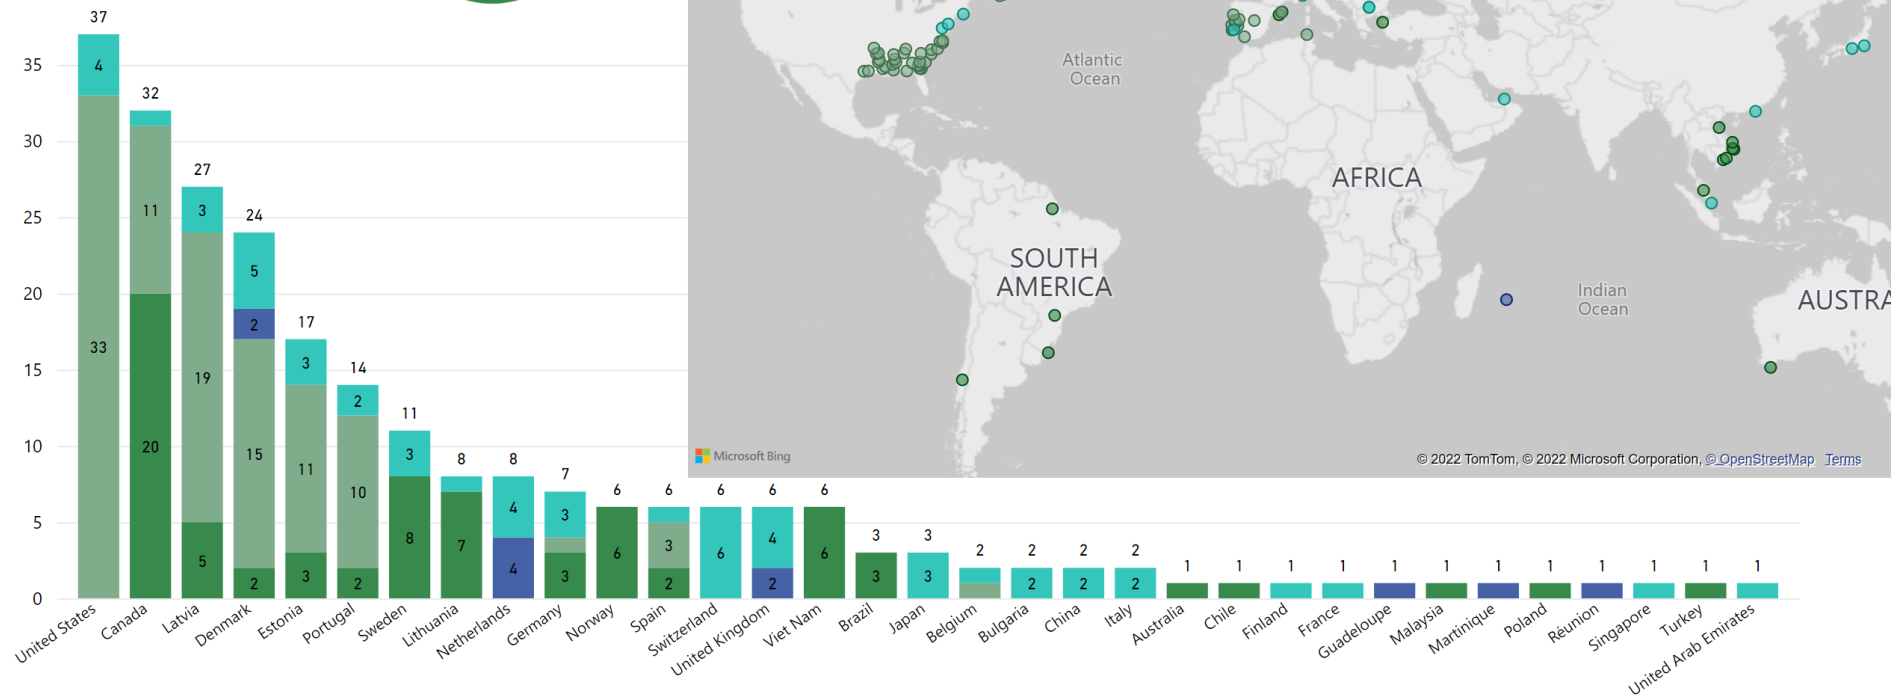 37
4
35
32
30
27
11
3
25
24
5
20
2
17
33
3
15
14
19
2
11
20
15
11
3
10
10
8
8
7
6
6
6
6
6
8
7
4
3
4
5
5
2
3
2
4
3
6
3
2
6
2
6
3
3
3
3
2
2
2
2
2
2
2
1
1
1
1
1
1
1
1
1
1
1
1
0
United States
Canada
Latvia
Denmark
Estonia
Portugal
Sweden
Lithuania
Netherlands
Germany
Norway
Spain
Switzerland
United Kingdom
Viet Nam
Brazil
Japan
Belgium
Bulgaria
China
Italy
Australia
Chile
Finland
France
Guadeloupe
Malaysia
Martinique
Poland
Réunion
Singapore
Turkey
United Arab Emirates
Atlantic
Ocean
AFRICA
SOUTH
AMERICA
Indian
Ocean
AUSTRA
Microsoft Bing
© 2022 TomTom, © 2022 Microsoft Corporation, © OpenStreetMap Terms